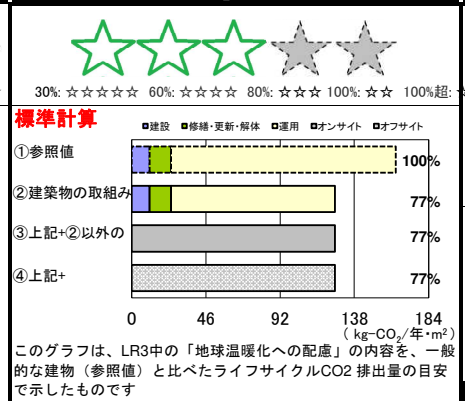 30%: ☆☆☆☆☆ 60%: ☆☆☆☆ 80%: ☆☆☆ 100%: ☆☆ 100%超:
標準計算
■建設 ■修繕・更新・解体 □運用 ■オンサイト ■オフサイト
①参照値 100%
②建築物の取組み 77%
③上記+②以外の 77%
④上記+ 77%
0 46 92 138 184
( kg-CO₂/年・m² )
このグラフは、LR3中の「地球温暖化への配慮」の内容を、一般
的な建物（参照値）と比べたライフサイクルCO2 排出量の目安
で示したものです